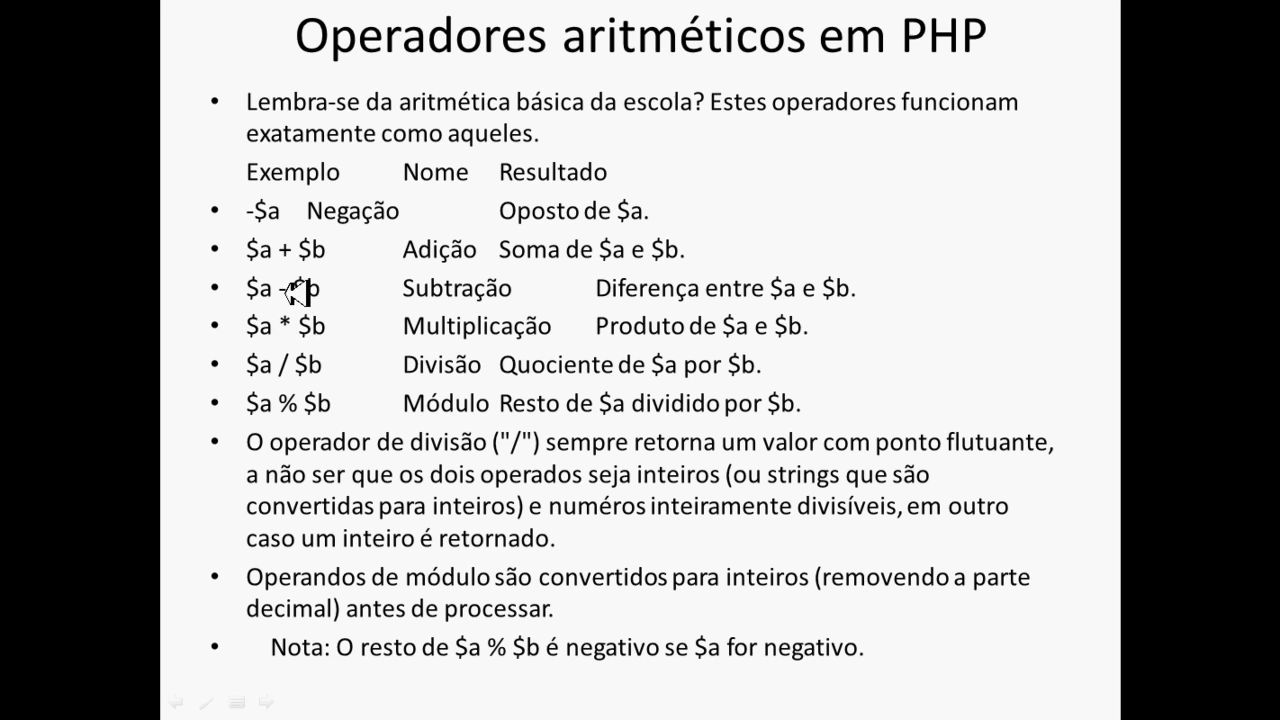 Operadores aritméticos em PHP
• Lembra-se da aritmética básica da escola? Estes operadores funcionam
exatamente como aqueles.
Exemplo Nome Resultado
• -$a Negação Oposto de $a.
• $a + $b Adição Soma de $a e $b.
• $a - $b Subtração Diferença entre $a e $b.
• $a * $b Multiplicação Produto de $a e $b.
• $a / $b Divisão Quociente de $a por $b.
• $a % $b Módulo Resto de $a dividido por $b.
• O operador de divisão ("/") sempre retorna um valor com ponto flutuante,
a não ser que os dois operados seja inteiros (ou strings que são
convertidas para inteiros) e numéros inteiramente divisíveis, em outro
caso um inteiro é retornado.
• Operandos de módulo são convertidos para inteiros (removendo a parte
decimal) antes de processar.
• Nota: O resto de $a % $b é negativo se $a for negativo.